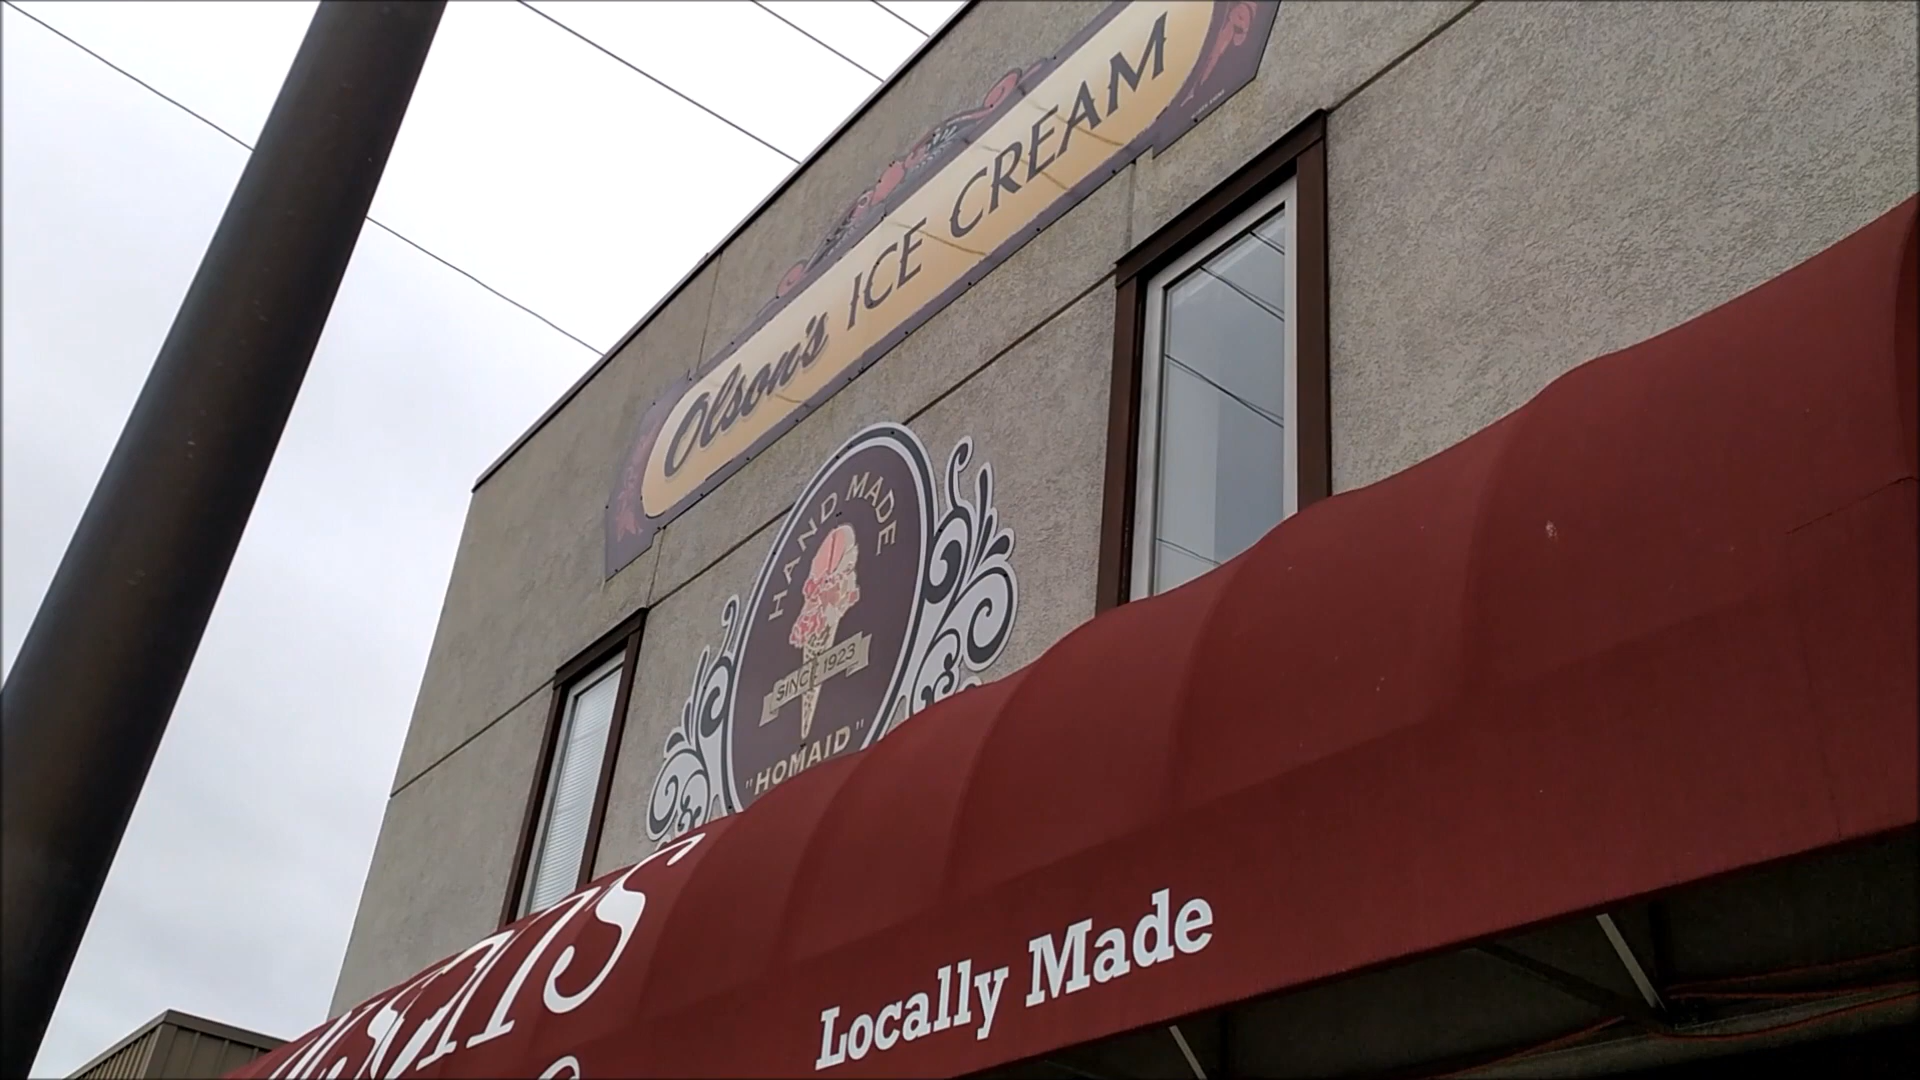 Olson's ICE CREAM
HAND MADE
SINCE 1923
"HOMAID"
Locally Made